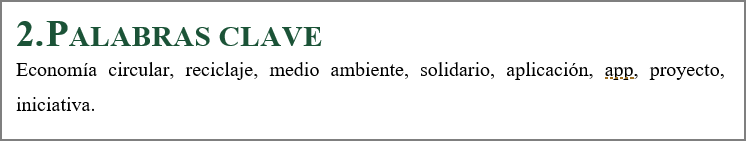 2.PALABRAS CLAVE
Economía circular, reciclaje, medio ambiente, solidario, aplicación, app, proyecto,
iniciativa.